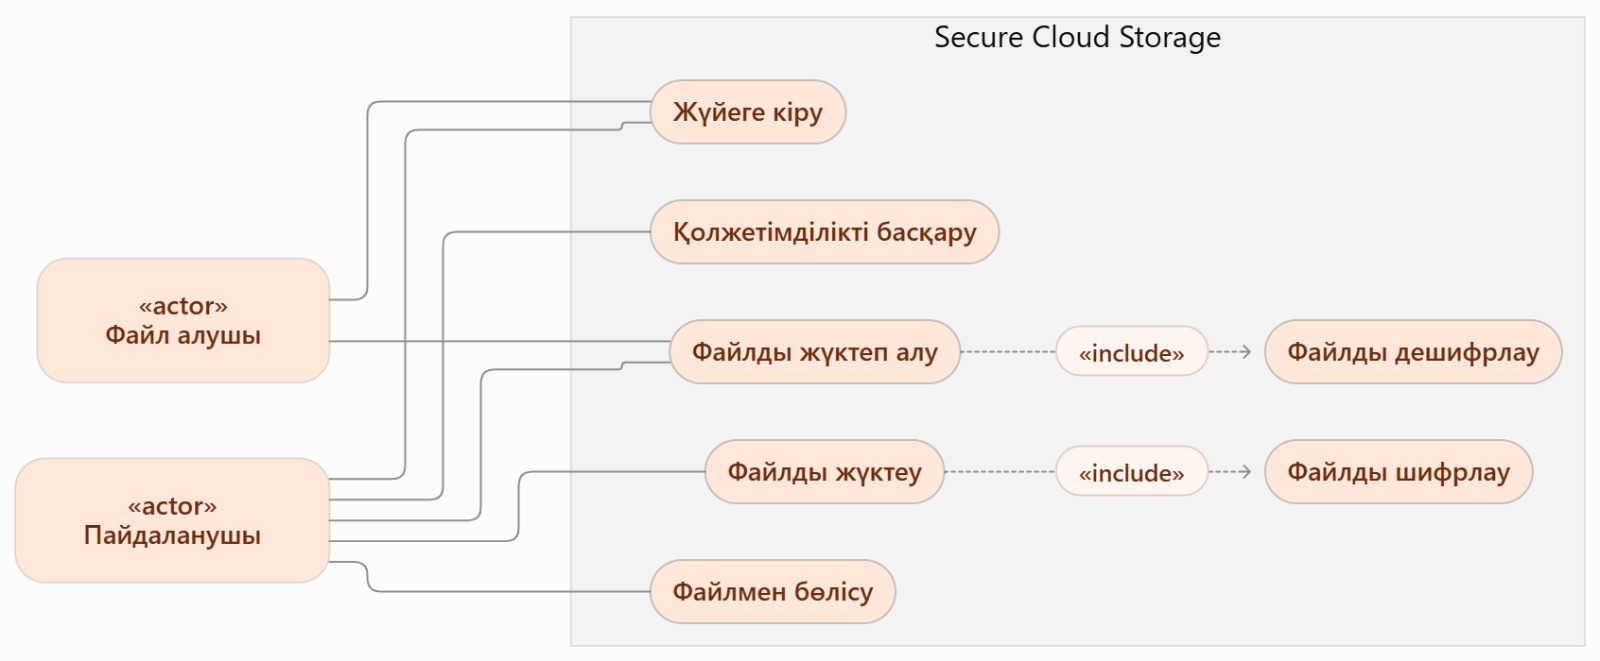 Secure Cloud Storage
Жүйеге кіру
Қолжетімділікті басқару
«actor»
Файл алушы
Файлды жүктеп алу
«include»
Файлды дешифрлау
«actor»
Пайдаланушы
Файлды жүктеу
«include»
Файлды шифрлау
Файлмен бөлісу